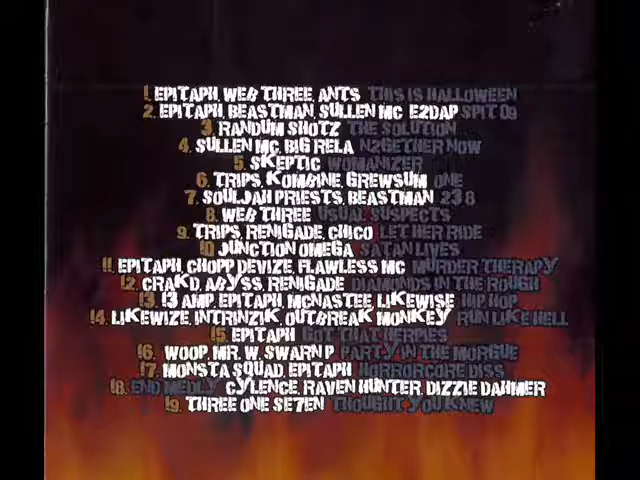 1. EPITAPH, WEB THREE, ANTS THIS IS HALLOWEEN
2. EPITAPH, BEASTMAN, SULLEN MC E2DAP SPIT 09
3. RANDUM SHOTZ THE SOLUTION
4. SULLEN MC, BIG RELA N2GETHER NOW
5. SKEPTIC WOMANIZER
6. TRIPS, KOMBINE, GREWSUM ONE
7. SOULJAH PRIESTS, BEASTMAN 238
8. WEB THREE USUAL SUSPECTS
9. TRIPS, RENIGADE, CHICO LET HER RIDE
10. JUNCTION OMEGA SATAN LIVES
11. EPITAPH, CHOPP DEVIZE, FLAWLESS MC MURDER THERAPY
12. CRAKD, ABYSS, RENIGADE DIAMONDS IN THE ROUGH
13. 13 AMP, EPITAPH, MCNASTEE, LIKEWISE HIP HOP
14. LIKEWIZE, INTRINZIK, OUTBREAK MONKEY RUN LIKE HELL
15. EPITAPH GOT THAT HERPIES
16. WOOP, MR. W, SWARN P PARTY IN THE MORGUE
17. MONSTA SQUAD, EPITAPH HORRORCORE DISS
18. END MEDLY CYLENCE, RAVEN HUNTER, DIZZIE DAHMER
19. THREE ONE SE7EN THOUGHT YOU KNEW